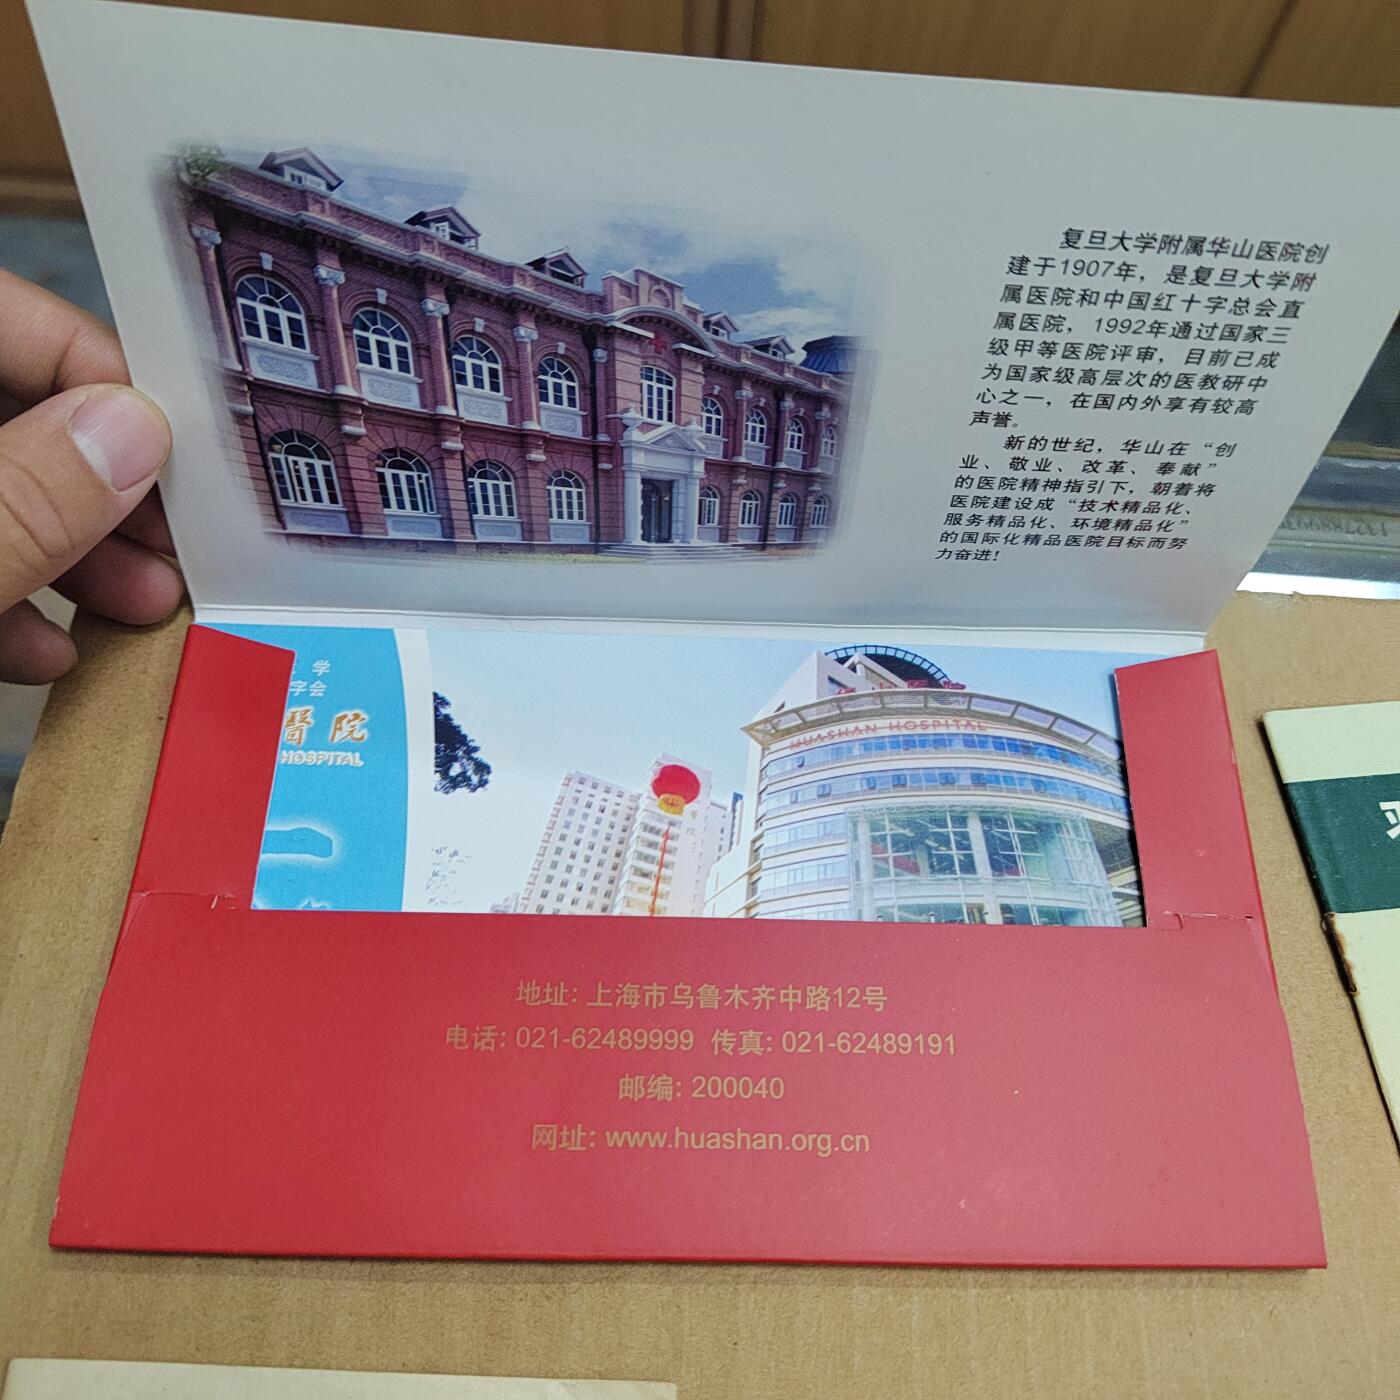 复旦大学附属华山医院创
建于1907年，是复旦大学附
属医院和中国红十字总会直
属医院，1992年通过国家三
级甲等医院评审，目前已成
为国家级高层次的医教研中
心之一，在国内外享有较高
声誉。
新的世纪，华山在“创
业、敬业、改革、奉献”
的医院精神指引下，朝着将
医院建设成“技术精品化、
服务精品化、环境精品化”
的国际化精品医院目标而努
力奋进！
学
字会
醫院
HOSPITAL
HUASHAN HOSPITAL
地址：上海市乌鲁木齐中路12号
电话：021-62489999 传真：021-62489191
邮编：200040
网址：www.huashan.org.cn